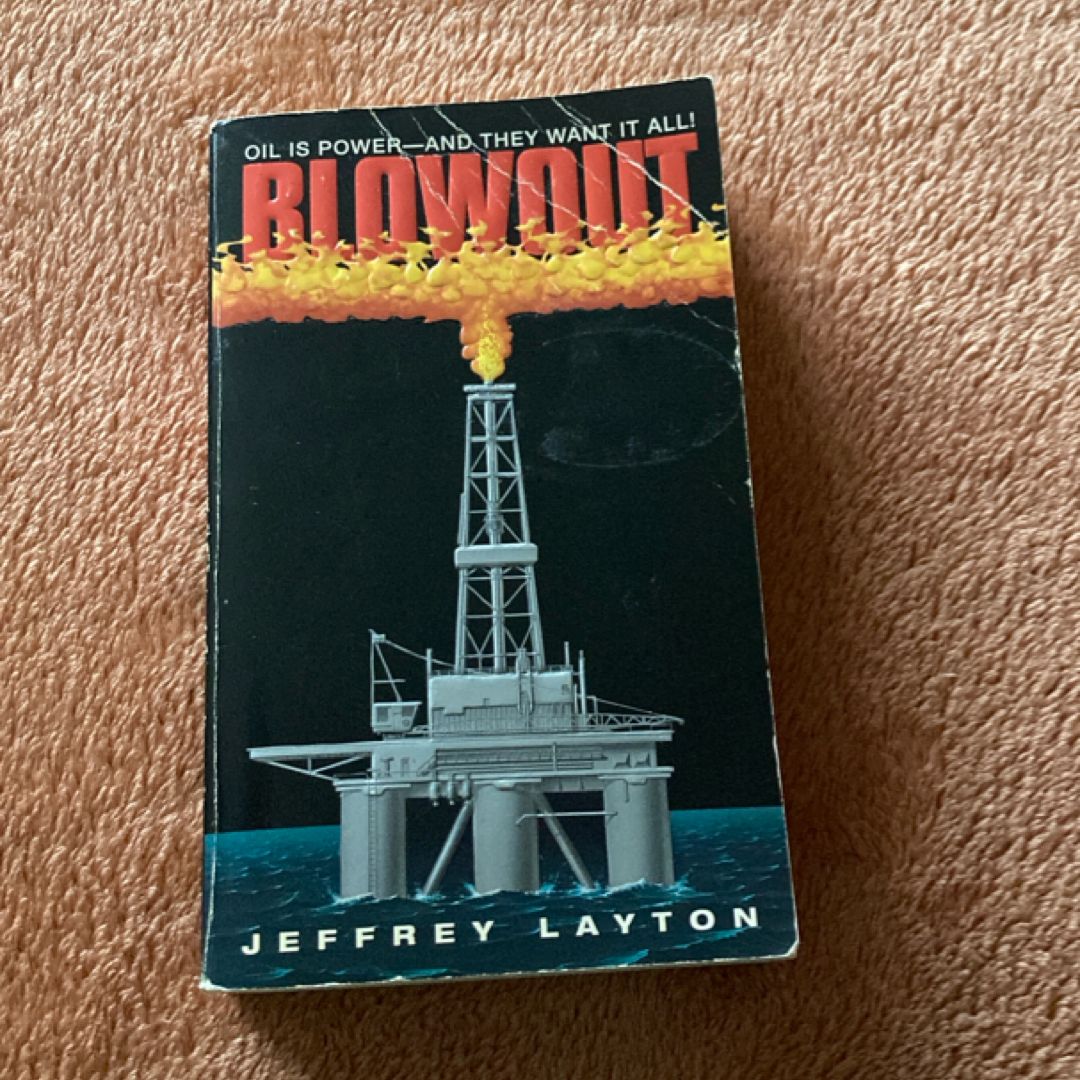 OIL IS POWER—AND THEY WANT IT ALL!
BLOWOUT
JEFFREY LAYTON